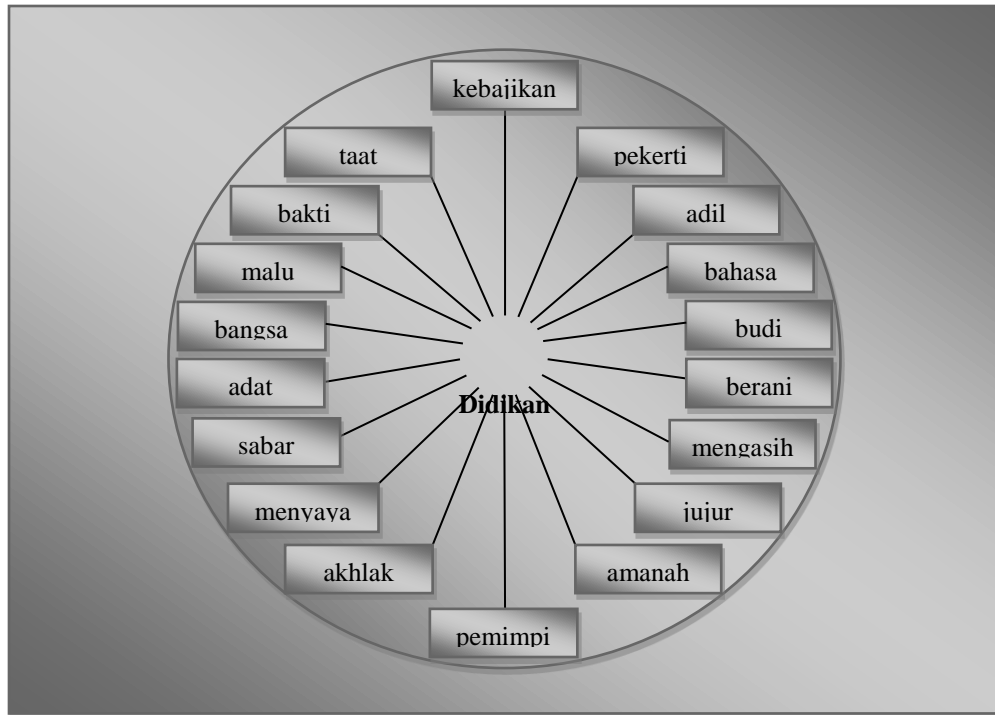 kebajikan
taat
pekerti
bakti
adil
malu
bahasa
bangsa
budi
adat
berani
Didikan
sabar
mengasih
menyaya
jujur
akhlak
amanah
pemimpi